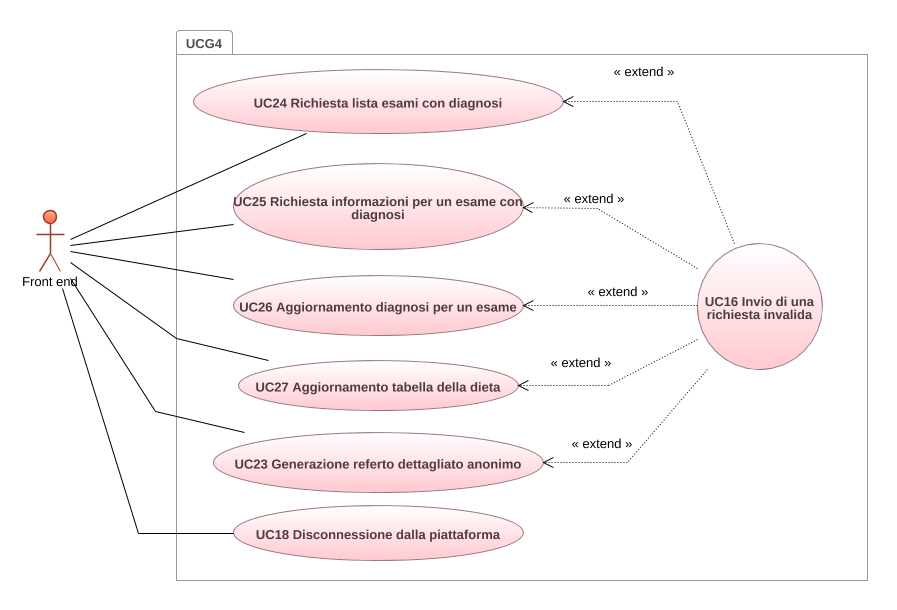 UCG4
« extend »
UC24 Richiesta lista esami con diagnosi
UC25 Richiesta informazioni per un esame con
diagnosi
« extend »
Front end
« extend »
UC26 Aggiornamento diagnosi per un esame
UC16 Invio di una
richiesta invalida
« extend »
UC27 Aggiornamento tabella della dieta
« extend »
UC23 Generazione referto dettagliato anonimo
UC18 Disconnessione dalla piattaforma